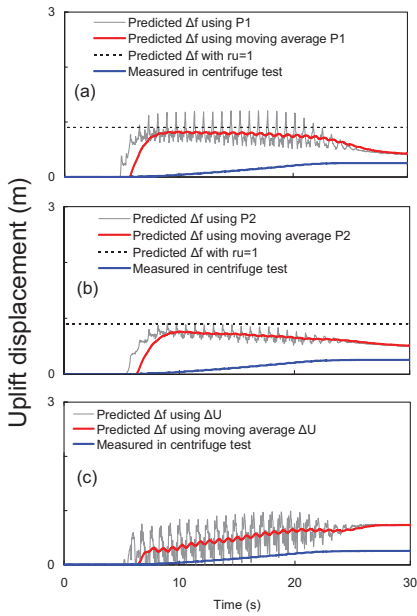 3
Predicted Δf using P1
Predicted Δf using moving average P1
Predicted Δf with ru=1
Measured in centrifuge test
(a)
0
3
Predicted Δf using P2
Predicted Δf using moving average P2
Predicted Δf with ru=1
Measured in centrifuge test
(b)
0
Uplift displacement (m)
3
Predicted Δf using ΔU
Predicted Δf using moving average ΔU
Measured in centrifuge test
(c)
0
0 10 20 30
Time (s)